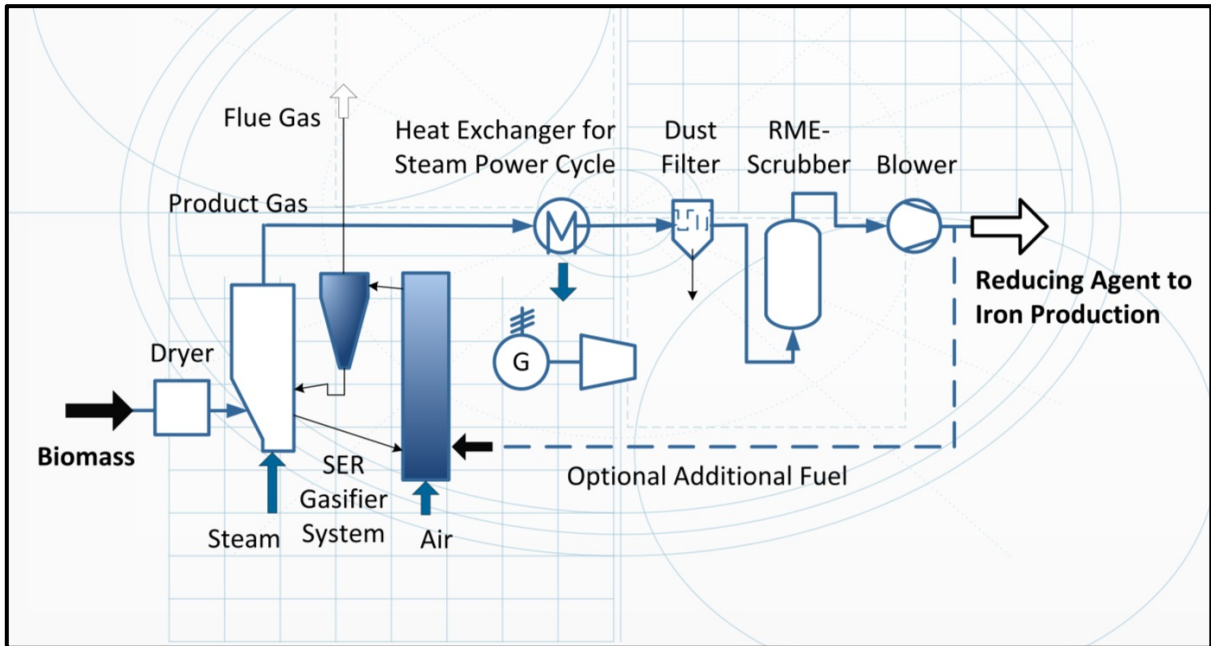 Flue Gas
Heat Exchanger for
Steam Power Cycle
Dust
Filter
RME-
Scrubber
Blower
Product Gas
Reducing Agent to
Iron Production
Dryer
G
Biomass
SER
Gasifier
System
Optional Additional Fuel
Steam
Air